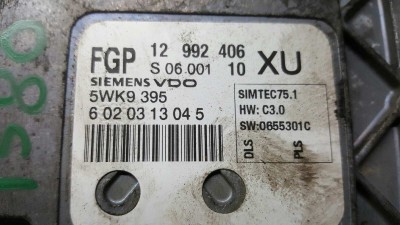 FGP 12 992 406 XU
S 06.001 10
SIEMENS VDO
5WK9 395
6 02 03 13 04 5
SIMTEC75.1
HW: C3.0
SW:0655301C
DLS PLS